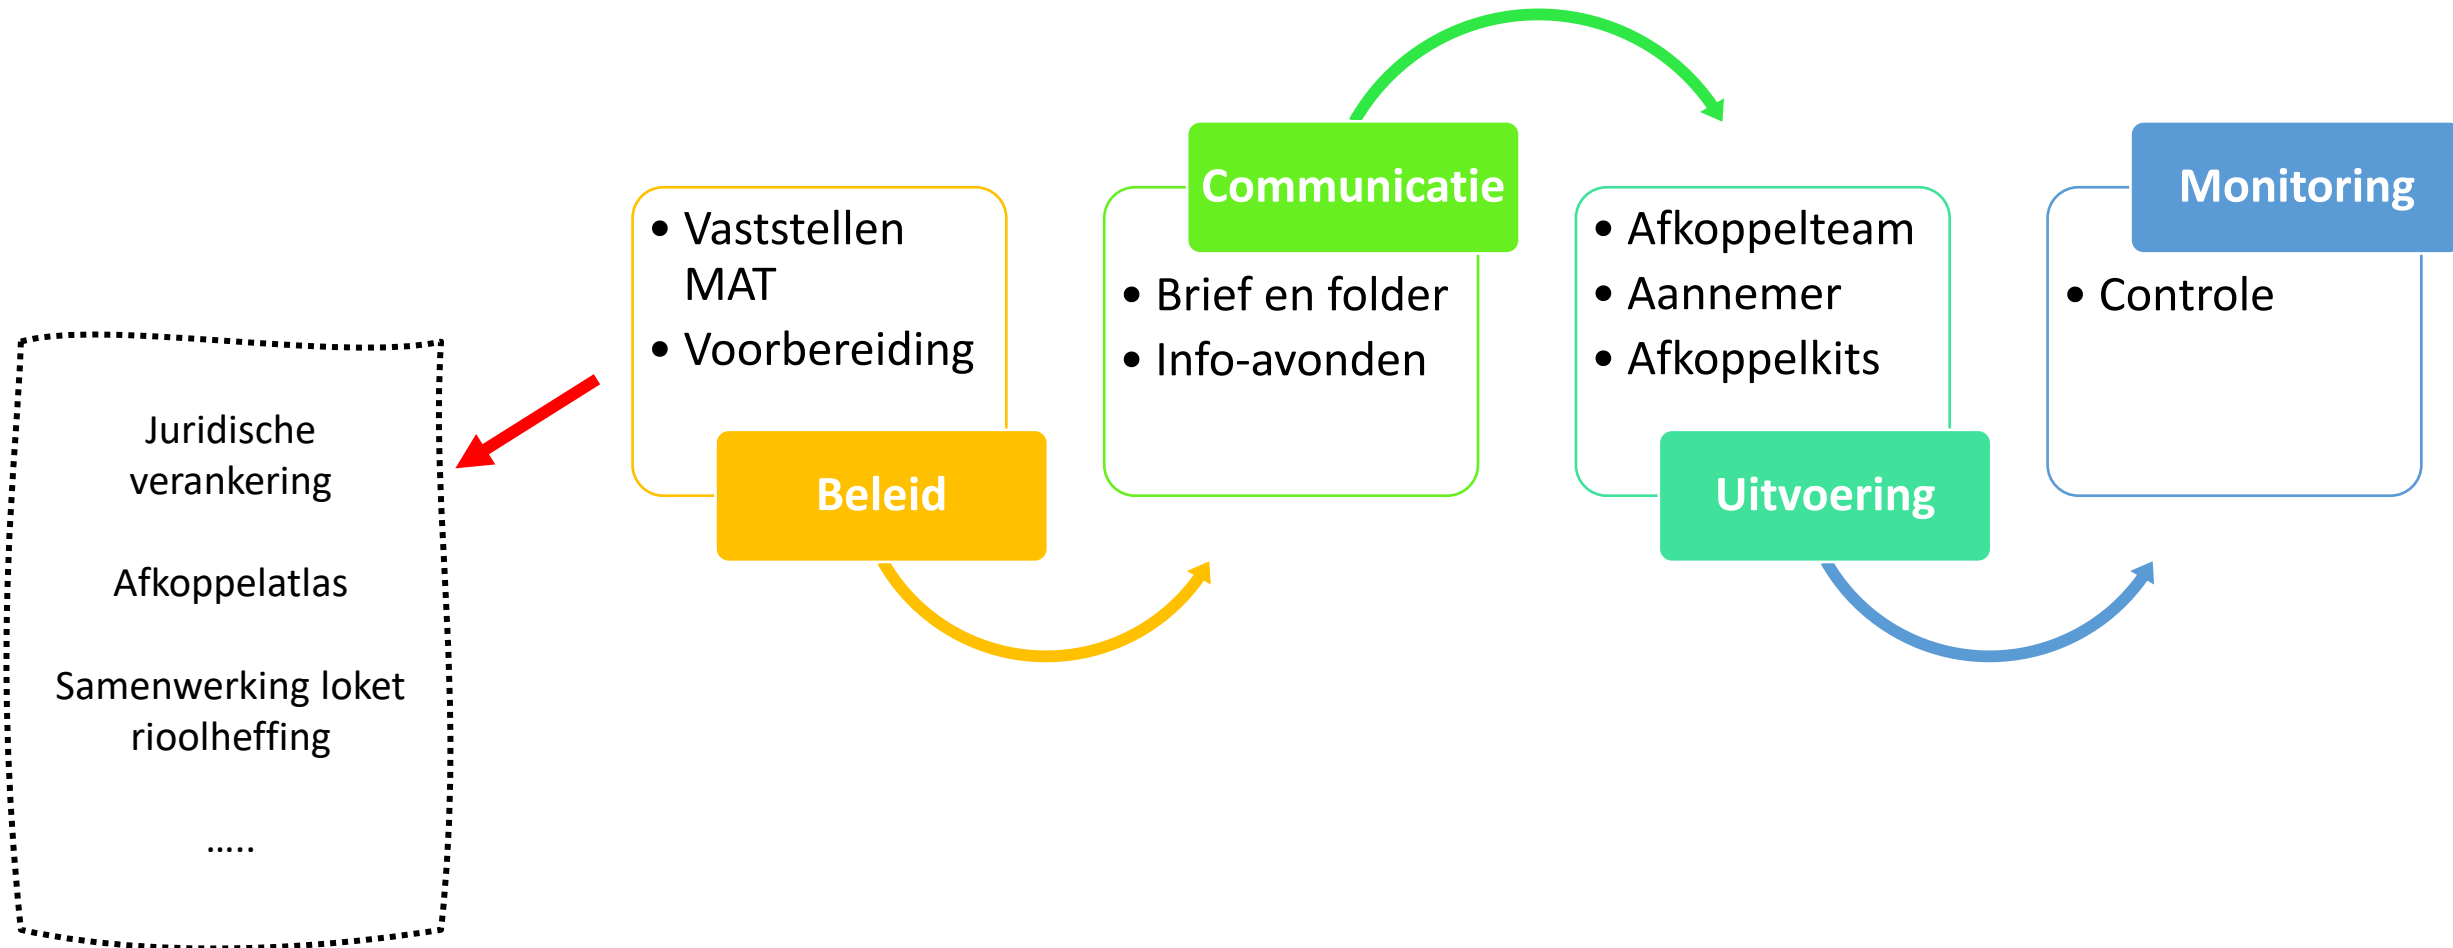 Juridische
verankering
Afkoppelatlas
Samenwerking loket
rioolheffing
.....
• Vaststellen
MAT
• Voorbereiding
Beleid
Communicatie
• Brief en folder
• Info-avonden
• Afkoppelteam
• Aannemer
• Afkoppelkits
Uitvoering
Monitoring
• Controle